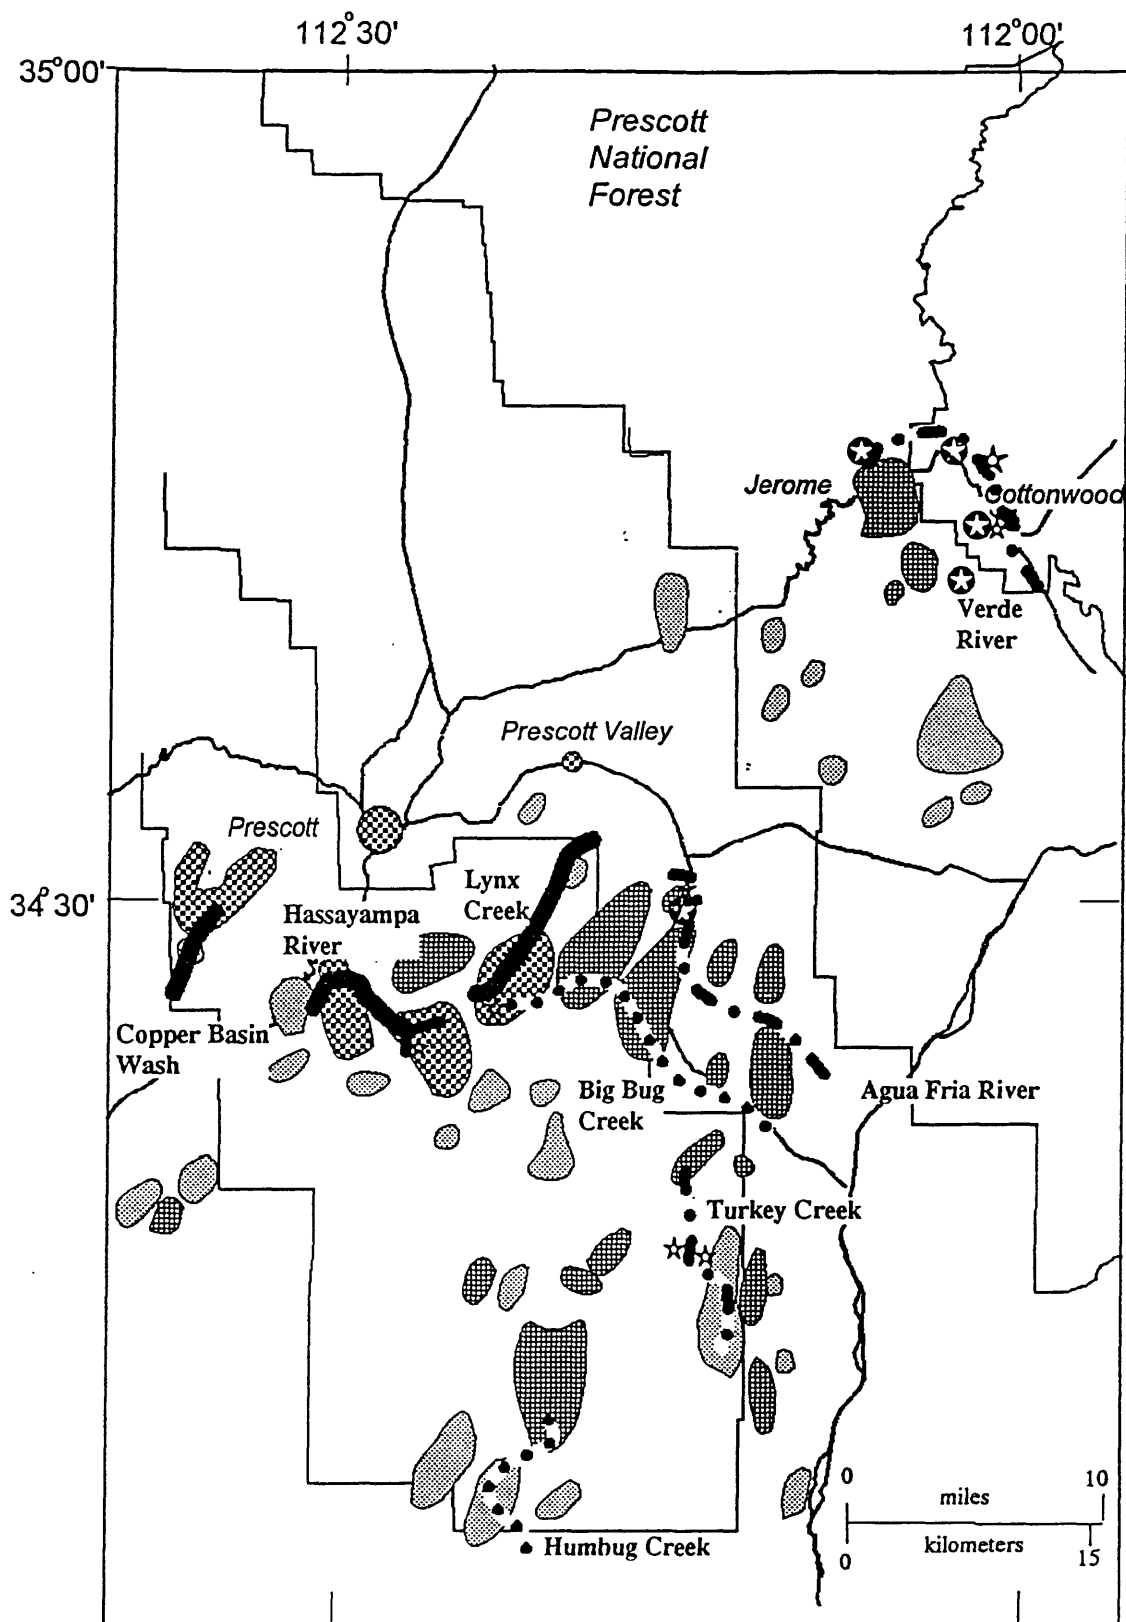 112°30'
112°00'
35°00'
Prescott
National
Forest
Jerome
Cottonwood
Verde
River
Prescott Valley
Prescott
Lynx
Creek
34°30'
Hassayampa
River
Copper Basin
Wash
Big Bug
Creek
Agua Fria River
Turkey Creek
0
10
miles
kilometers
0
15
Humbug Creek